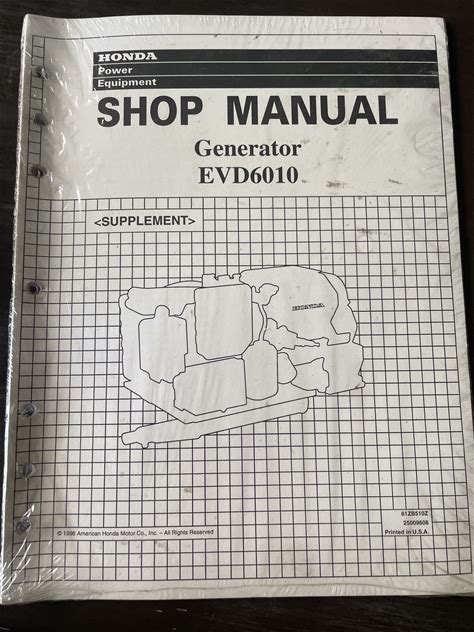 HONDA
Power
Equipment
SHOP MANUAL
Generator
EVD6010
<SUPPLEMENT>
HONDA
61ZB510Z
25009606
© 1996 American Honda Motor Co., Inc. – All Rights Reserved
Printed in U.S.A.